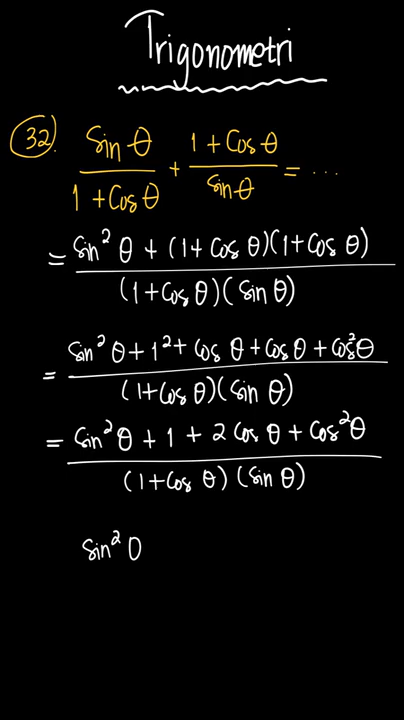 Trigonometri
32. Sin θ / 1 + Cos θ + 1 + Cos θ / Sin θ = ...
= Sin² θ + (1 + Cos θ)(1 + Cos θ) / (1 + Cos θ)(Sin θ)
= Sin² θ + 1² + Cos θ + Cos θ + Cos² θ / (1 + Cos θ)(Sin θ)
= Sin² θ + 1 + 2 Cos θ + Cos² θ / (1 + Cos θ) (Sin θ)
Sin² 0